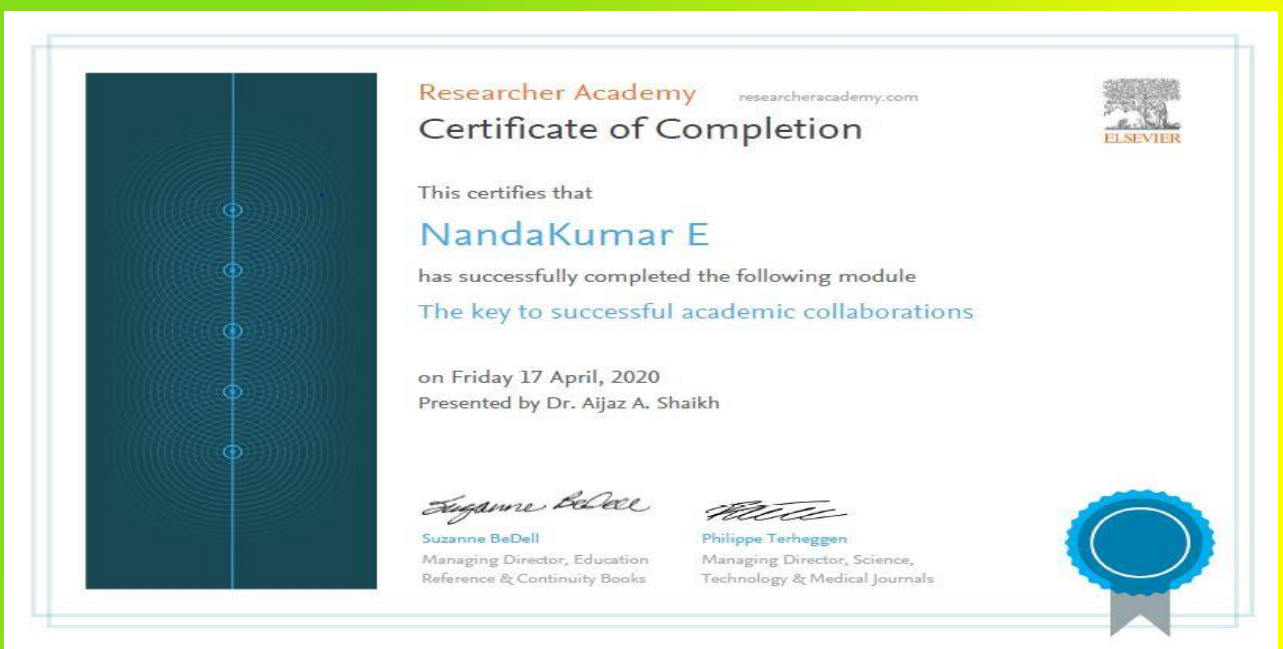 Researcher Academy researcheracademy.com
Certificate of Completion
ELSEVIER
This certifies that
NandaKumar E
has successfully completed the following module
The key to successful academic collaborations
on Friday 17 April, 2020
Presented by Dr. Aijaz A. Shaikh
Suzanne BeDell
Suzanne BeDell
Managing Director, Education
Reference & Continuity Books
Philippe Terheggen
Managing Director, Science,
Technology & Medical Journals